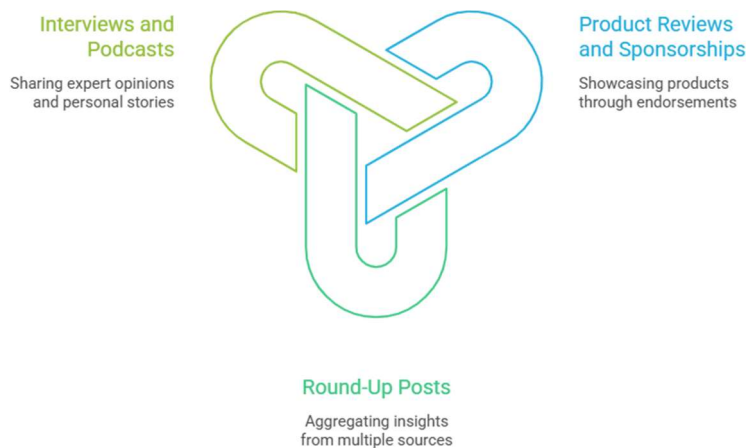 Interviews and
Podcasts
Sharing expert opinions
and personal stories
Product Reviews
and Sponsorships
Showcasing products
through endorsements
Round-Up Posts
Aggregating insights
from multiple sources